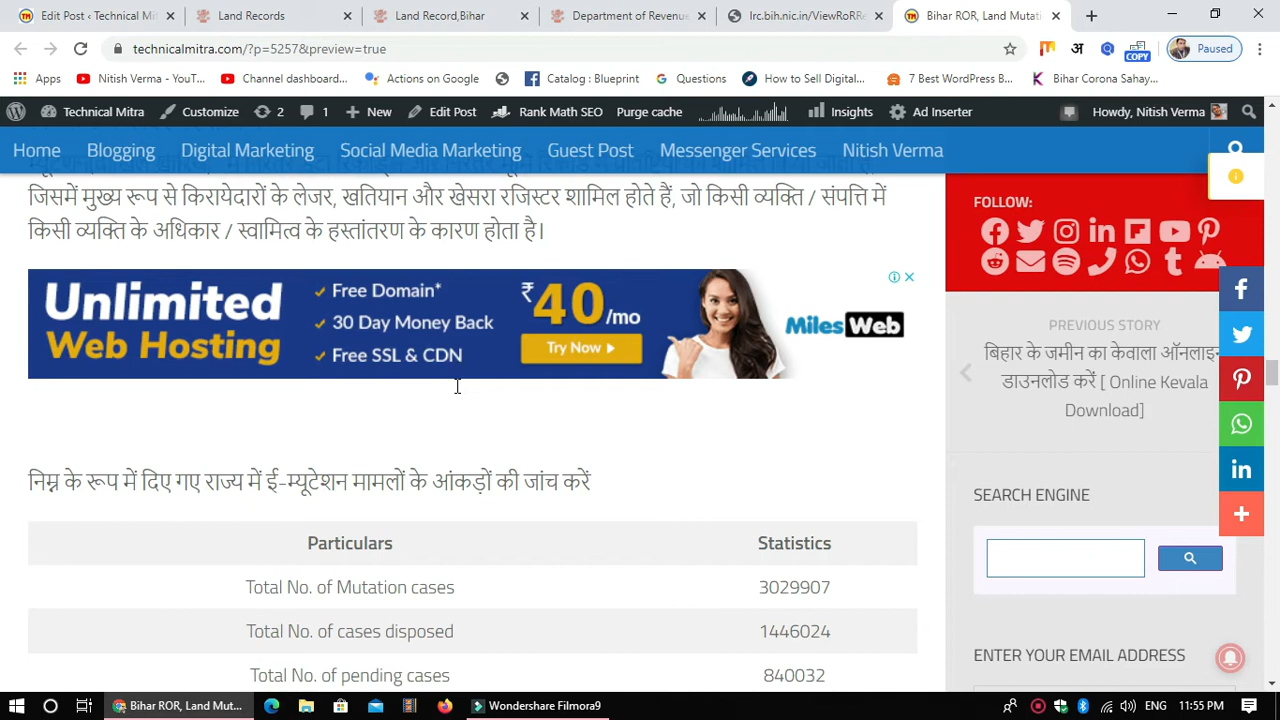 Edit Post ‹ Technical Mit
Land Records
Land Record,Bihar
Department of Revenue
lrc.bih.nic.in/ViewRoRRe
Bihar ROR, Land Mutati
technicalmitra.com/?p=5257&preview=true
अ
COPY
Paused
Apps
Nitish Verma - YouT...
Channel dashboard...
Actions on Google
Catalog : Blueprint
Questions
How to Sell Digital...
7 Best WordPress B...
Bihar Corona Sahay...
Technical Mitra
Customize
2
1
New
Edit Post
Rank Math SEO
Purge cache
Insights
Ad Inserter
Howdy, Nitish Verma
Home
Blogging
Digital Marketing
Social Media Marketing
Guest Post
Messenger Services
Nitish Verma
जिसमें मुख्य रूप से किरायेदारों के लेजर, खतियान और खेसरा रजिस्टर शामिल होते हैं, जो किसी व्यक्ति / संपत्ति में
किसी व्यक्ति के अधिकार / स्वामित्व के हस्तांतरण के कारण होता है।
Unlimited
Web Hosting
Free Domain*
30 Day Money Back
Free SSL & CDN
₹40/mo
Try Now
MilesWeb
निम्न के रूप में दिए गए राज्य में ई-म्यूटेशन मामलों के आंकड़ों की जांच करें
Particulars Statistics
Total No. of Mutation cases 3029907
Total No. of cases disposed 1446024
Total No. of pending cases 840032
FOLLOW:
PREVIOUS STORY
बिहार के जमीन का केवाला ऑनलाइन
डाउनलोड करें [ Online Kevala
Download]
SEARCH ENGINE
ENTER YOUR EMAIL ADDRESS
Bihar ROR, Land Mut...
Wondershare Filmora9
ENG
11:55 PM